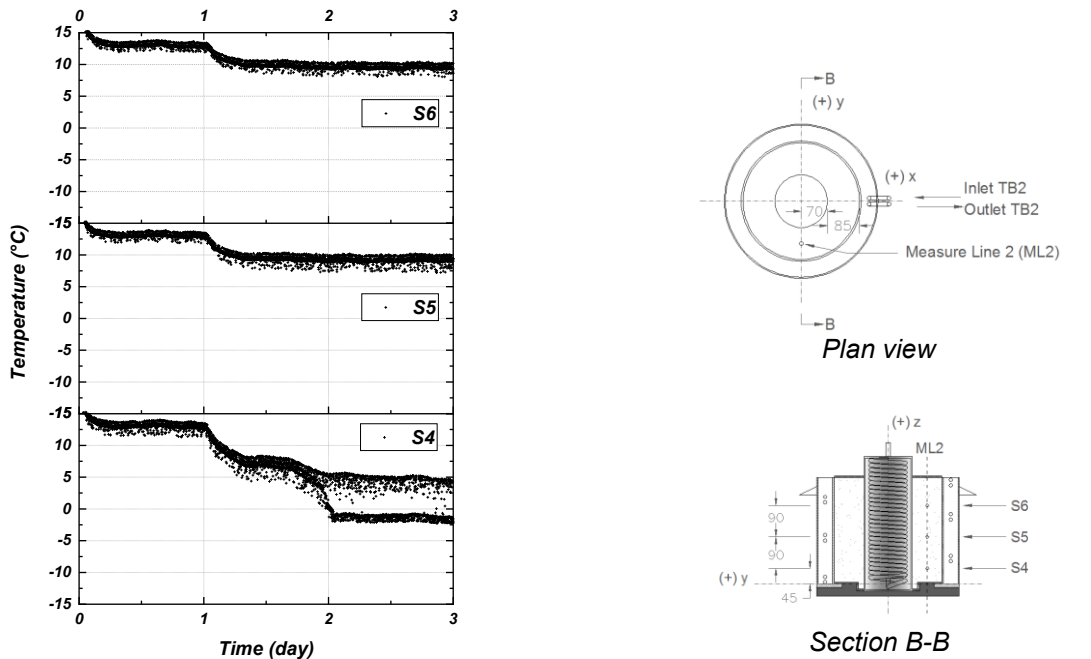 0 1 2 3
15
10
5
0
-5
-10
-15
10
5
0
-5
-10
-15
10
5
0
-5
-10
-15
0 1 2 3
S6
S5
S4
Temperature (°C)
Time (day)
B
(+) y
(+) x
Inlet TB2
Outlet TB2
70
85
Measure Line 2 (ML2)
B
Plan view
(+) z
ML2
S6
90
S5
90
S4
(+) y
45
Section B-B